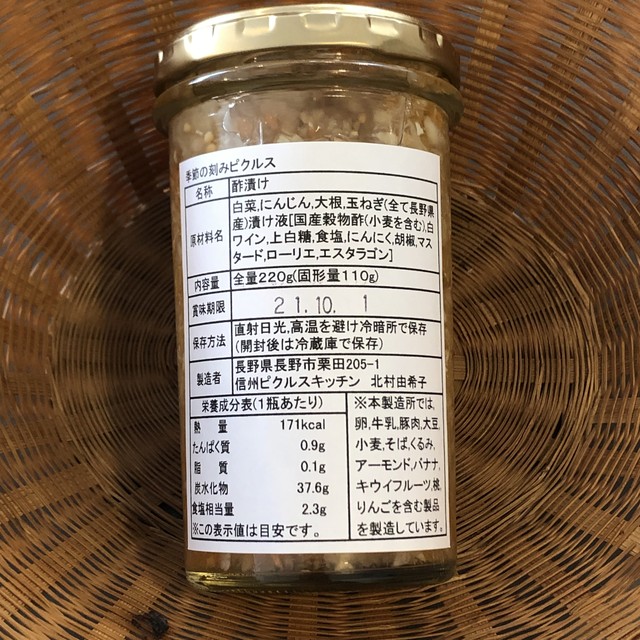 季節の刻みピクルス
名称 酢漬け
原材料名 白菜,にんじん,大根,玉ねぎ(全て長野県
産)漬け液[国産穀物酢(小麦を含む),白
ワイン,上白糖,食塩,にんにく,胡椒,マス
タード,ローリエ,エスタラゴン]
内容量 全量220g(固形量110g)
賞味期限 21.10. 1
保存方法 直射日光,高温を避け冷暗所で保存
(開封後は冷蔵庫で保存)
製造者 長野県長野市栗田205-1
信州ピクルスキッチン 北村由希子
栄養成分表(1瓶あたり)
熱 量 171kcal
たんぱく質 0.9g
脂 質 0.1g
炭水化物 37.6g
食塩相当量 2.3g
※この表示値は目安です。
※本製造所では,
卵,牛乳,豚肉,大豆,
小麦,そば,くるみ,
アーモンド,バナナ,
キウイフルーツ,桃,
りんごを含む製品
を製造しています。